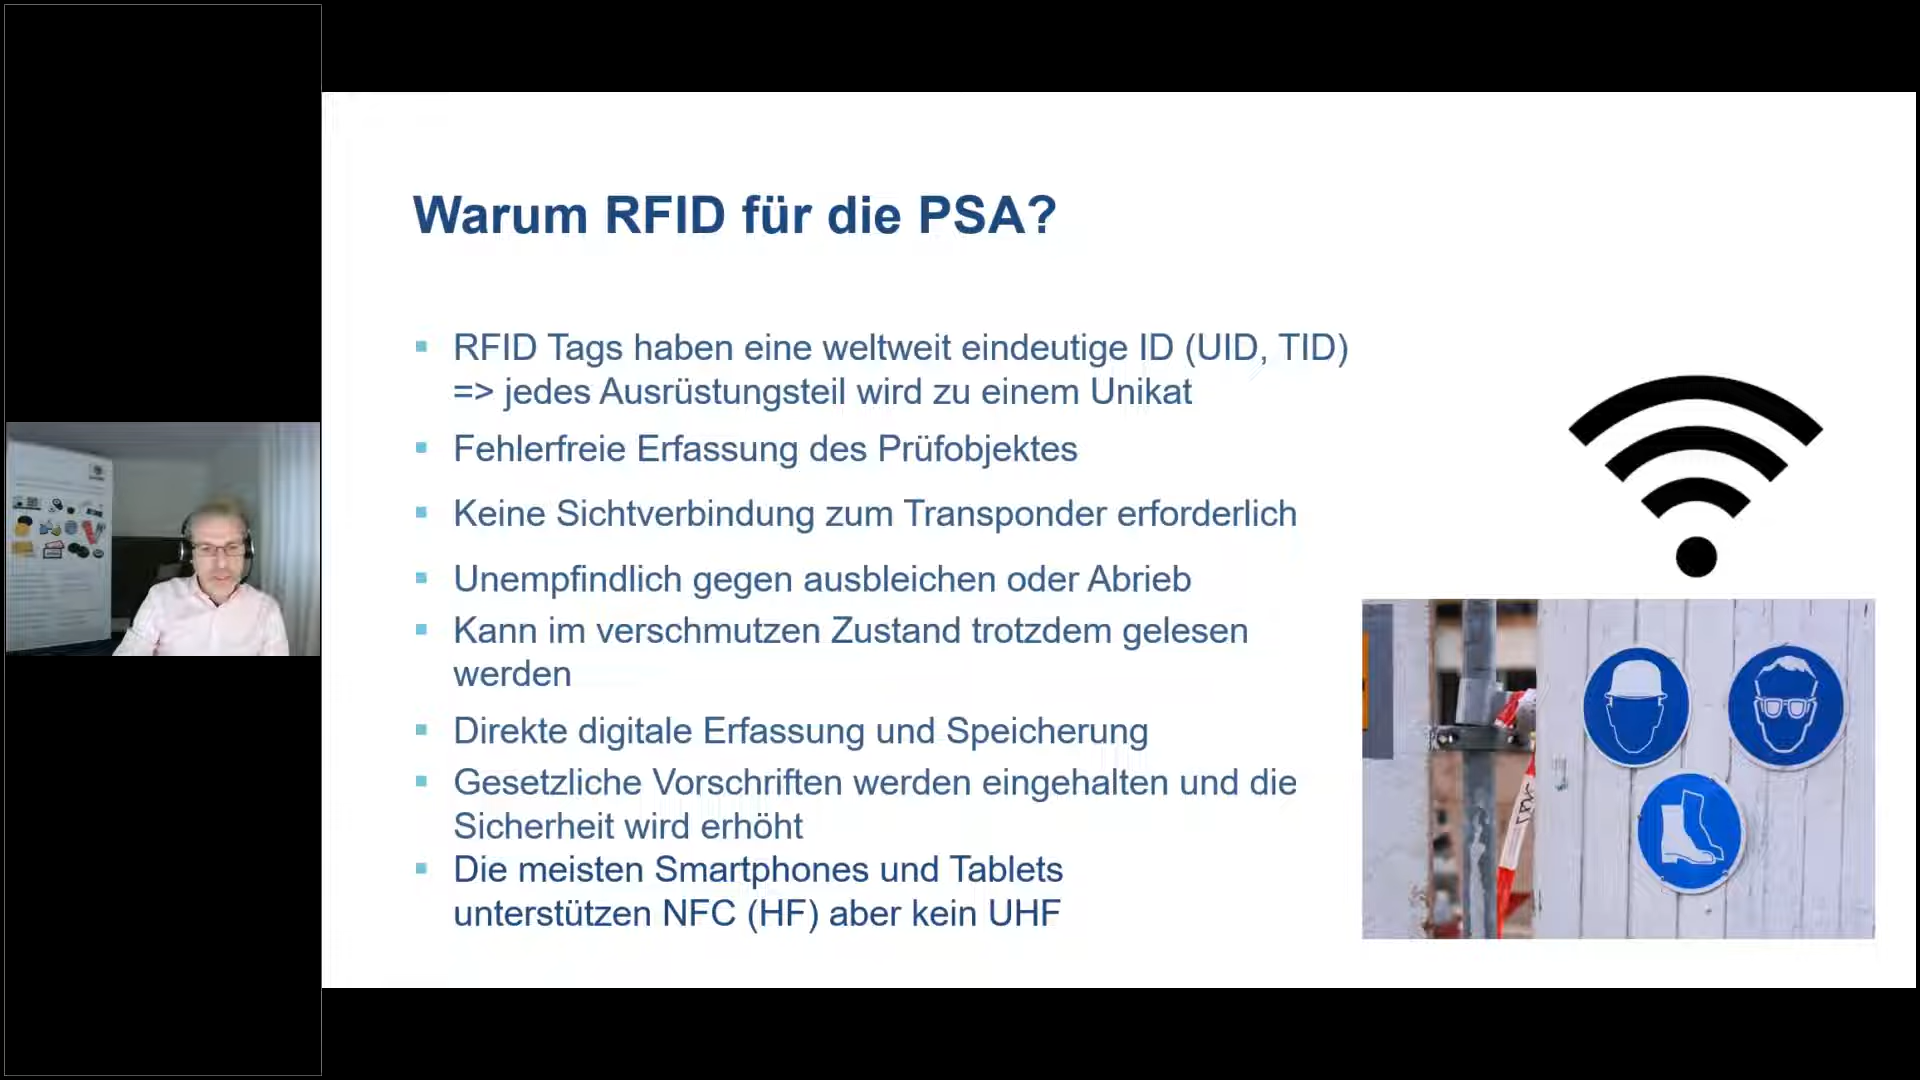 Warum RFID für die PSA?
RFID Tags haben eine weltweit eindeutige ID (UID, TID)
=> jedes Ausrüstungsteil wird zu einem Unikat
Fehlerfreie Erfassung des Prüfobjektes
Keine Sichtverbindung zum Transponder erforderlich
Unempfindlich gegen ausbleichen oder Abrieb
Kann im verschmutzen Zustand trotzdem gelesen
werden
Direkte digitale Erfassung und Speicherung
Gesetzliche Vorschriften werden eingehalten und die
Sicherheit wird erhöht
Die meisten Smartphones und Tablets
unterstützen NFC (HF) aber kein UHF